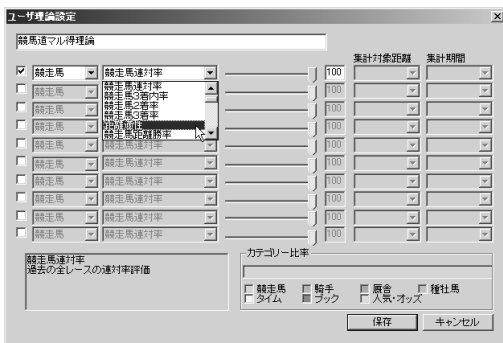 ユーザ理論設定
競馬道マル得理論
集計対象距離 集計期間
競走馬 競走馬連対率 100
競走馬連対率
競走馬3着内率
競走馬2着率
競走馬3着率
競走馬距離勝率
競走馬 100
競走馬 100
競走馬 100
競走馬 競走馬連対率 100
競走馬 競走馬連対率 100
競走馬 競走馬連対率 100
競走馬 競走馬連対率 100
競走馬 競走馬連対率 100
競走馬 競走馬連対率 100
競走馬連対率
過去の全レースの連対率評価
カテゴリー比率
競走馬 騎手 厩舎 種牡馬
タイム ブック 人気・オッズ
保存 キャンセル